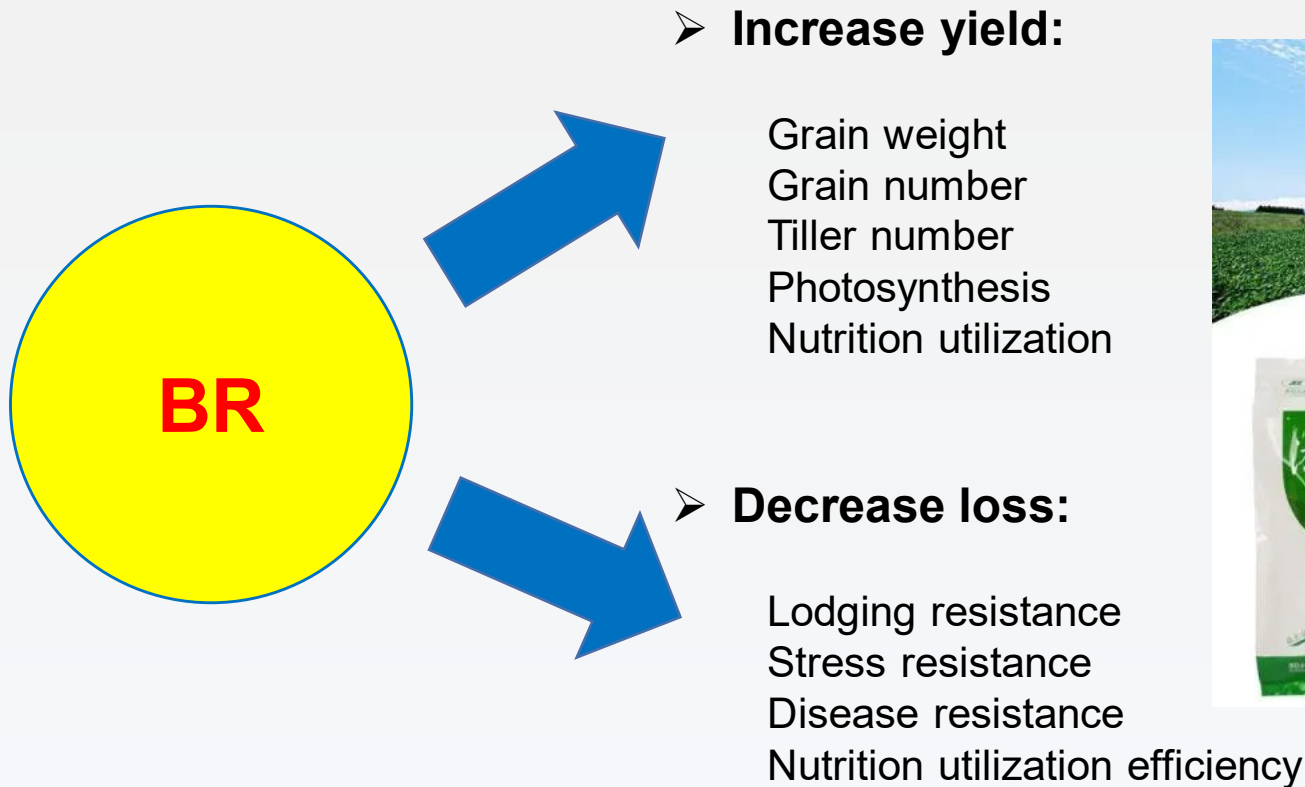 ➢ Increase yield:
Grain weight
Grain number
Tiller number
Photosynthesis
Nutrition utilization
BR
➢ Decrease loss:
Lodging resistance
Stress resistance
Disease resistance
Nutrition utilization efficiency